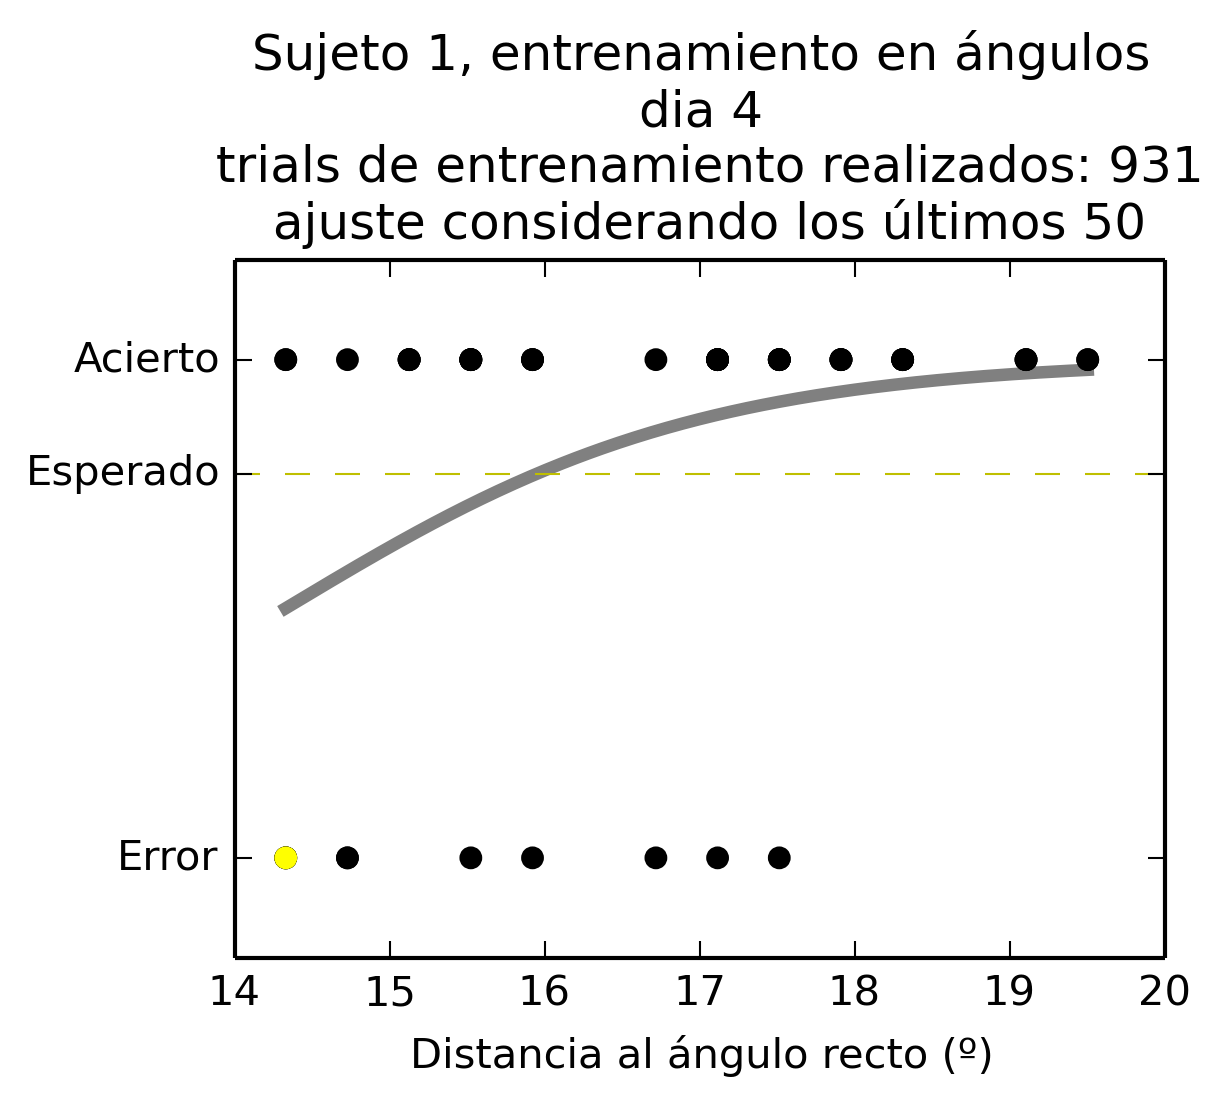 Sujeto 1, entrenamiento en ángulos
dia 4
trials de entrenamiento realizados: 931
ajuste considerando los últimos 50
Acierto
Esperado
Error
14 15 16 17 18 19 20
Distancia al ángulo recto (º)